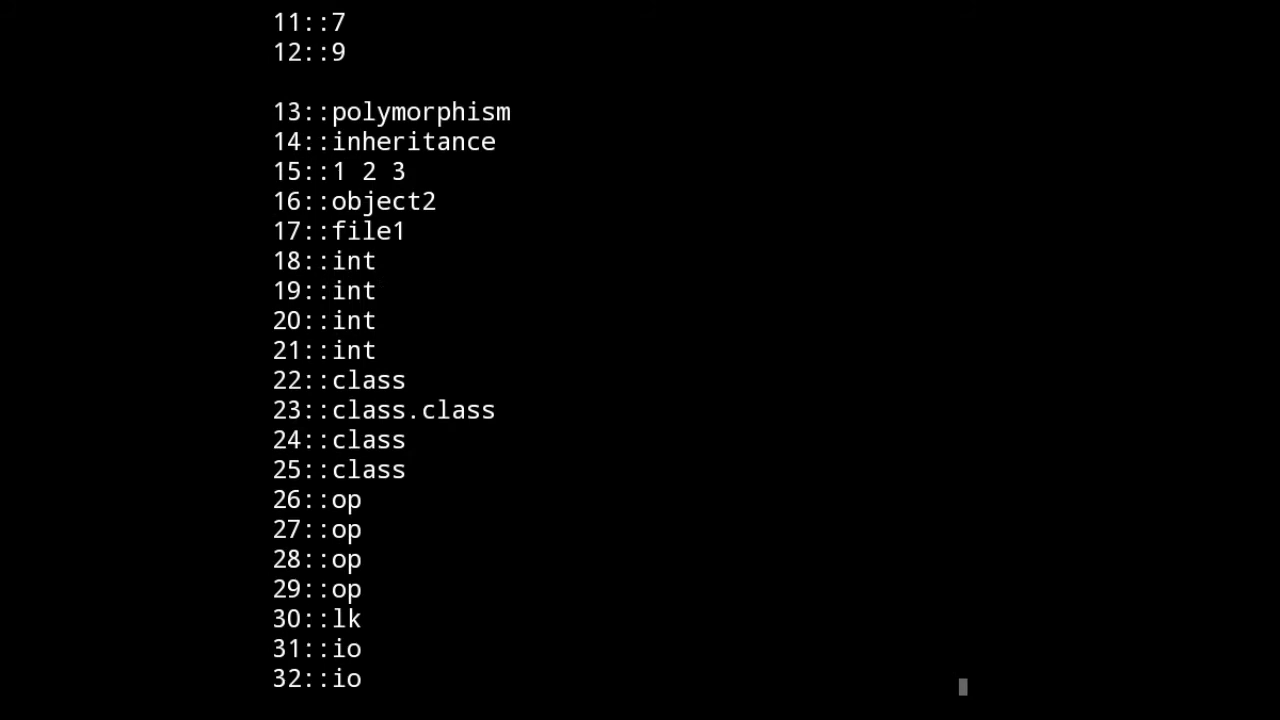 11::7
12::9
13::polymorphism
14::inheritance
15::1 2 3
16::object2
17::file1
18::int
19::int
20::int
21::int
22::class
23::class.class
24::class
25::class
26::op
27::op
28::op
29::op
30::lk
31::io
32::io